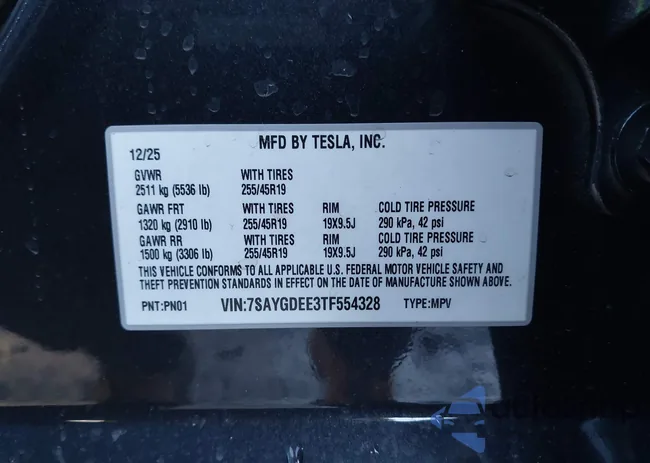 MFD BY TESLA, INC.
12/25
GVWR WITH TIRES
2511 kg (5536 lb) 255/45R19
GAWR FRT WITH TIRES RIM COLD TIRE PRESSURE
1320 kg (2910 lb) 255/45R19 19X9.5J 290 kPa, 42 psi
GAWR RR WITH TIRES RIM COLD TIRE PRESSURE
1500 kg (3306 lb) 255/45R19 19X9.5J 290 kPa, 42 psi
THIS VEHICLE CONFORMS TO ALL APPLICABLE U.S. FEDERAL MOTOR VEHICLE SAFETY AND
THEFT PREVENTION STANDARDS IN EFFECT ON THE DATE OF MANUFACTURE SHOWN ABOVE.
PNT:PN01 VIN:7SAYGDEE3TF554328 TYPE:MPV